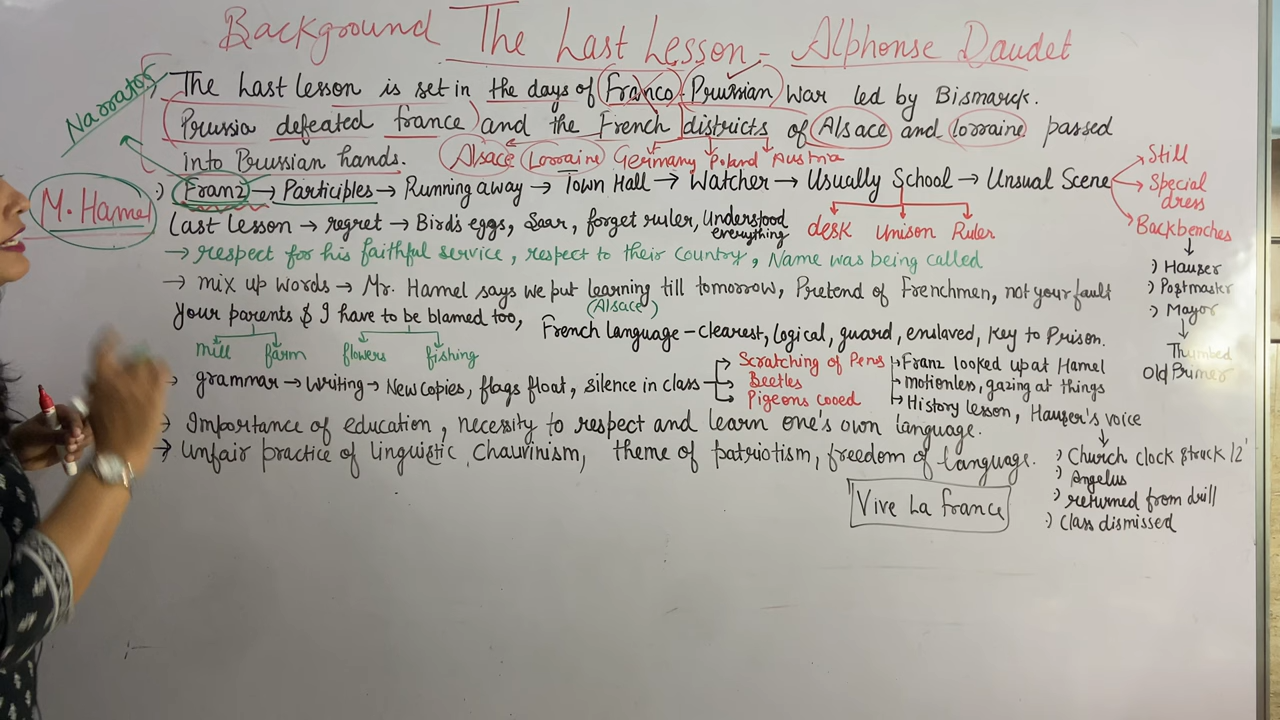 Background The Last Lesson - Alphonse Daudet
Narrator
The Last lesson is set in the days of Franco Prussian War led by Bismarck.
Prussia defeated france and the French districts of Alsace and lorraine passed
into Prussian hands. Alsace Lorraine Germany Poland Austria
Franz → Participles → Running away → Town Hall → Watcher → Usually School → Unsual Scene
Still
Special dress
Backbenches
:) Hauser
:) Postmaster
:) Mayor
Thumbed
Old Primer
M. Hamel
Last Lesson → regret → Bird's eggs, Saar, forget ruler, Understood everything
desk Unison Ruler
→ respect for his faithful service, respect to their country, Name was being called
→ mix up words → Mr. Hamel says we put learning till tomorrow, Pretend of Frenchmen, not your fault
(Alsace)
Your parents & I have to be blamed too, French language - clearest, logical, guard, enslaved, Key to Prison.
mill farm flowers fishing
grammar → Writing → New copies, flags float, silence in class
Scratching of Pens
Beetles
Pigeons cooed
Franz looked up at Hamel
motionless, gazing at things
History lesson, Hauser's voice
→ Importance of education, necessity to respect and learn one's own language.
→ Unfair practice of linguistic Chauvinism, theme of patriotism, freedom of language.
:) Church clock struck 12
:) Angelus
:) returned from drill
:) Class dismissed
Vive La france